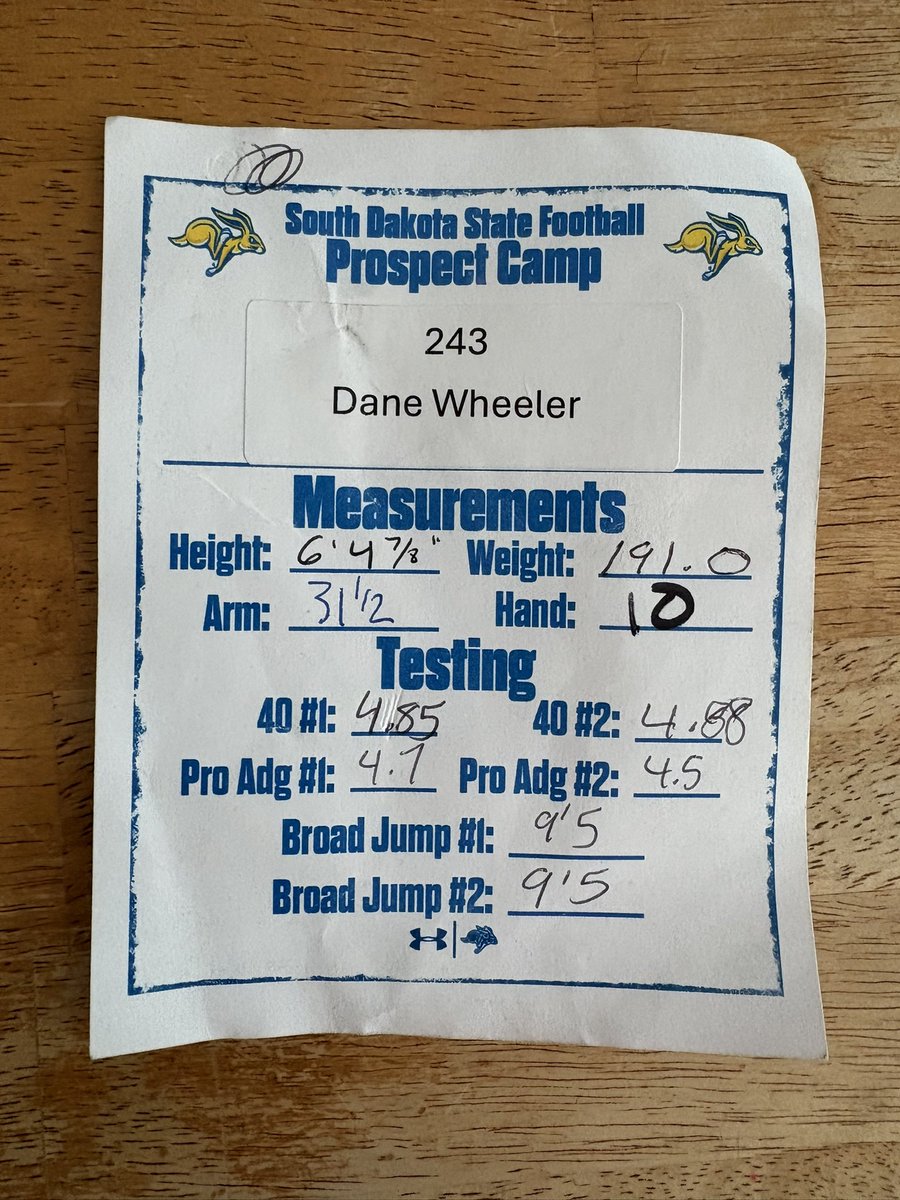 South Dakota State Football
Prospect Camp
243
Dane Wheeler
Measurements
Height: 6'4 7/8" Weight: 191.0
Arm: 31 1/2 Hand: 10
Testing
40 #1: 4.85 40 #2: 4.88
Pro Adg #1: 4.7 Pro Adg #2: 4.5
Broad Jump #1: 9'5
Broad Jump #2: 9'5